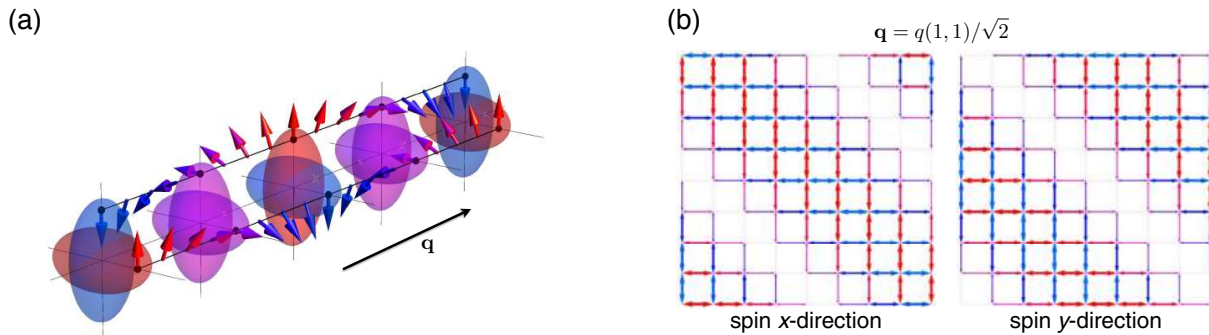 (a)
q
(b)
q = q(1, 1)/√2
spin x-direction
spin y-direction